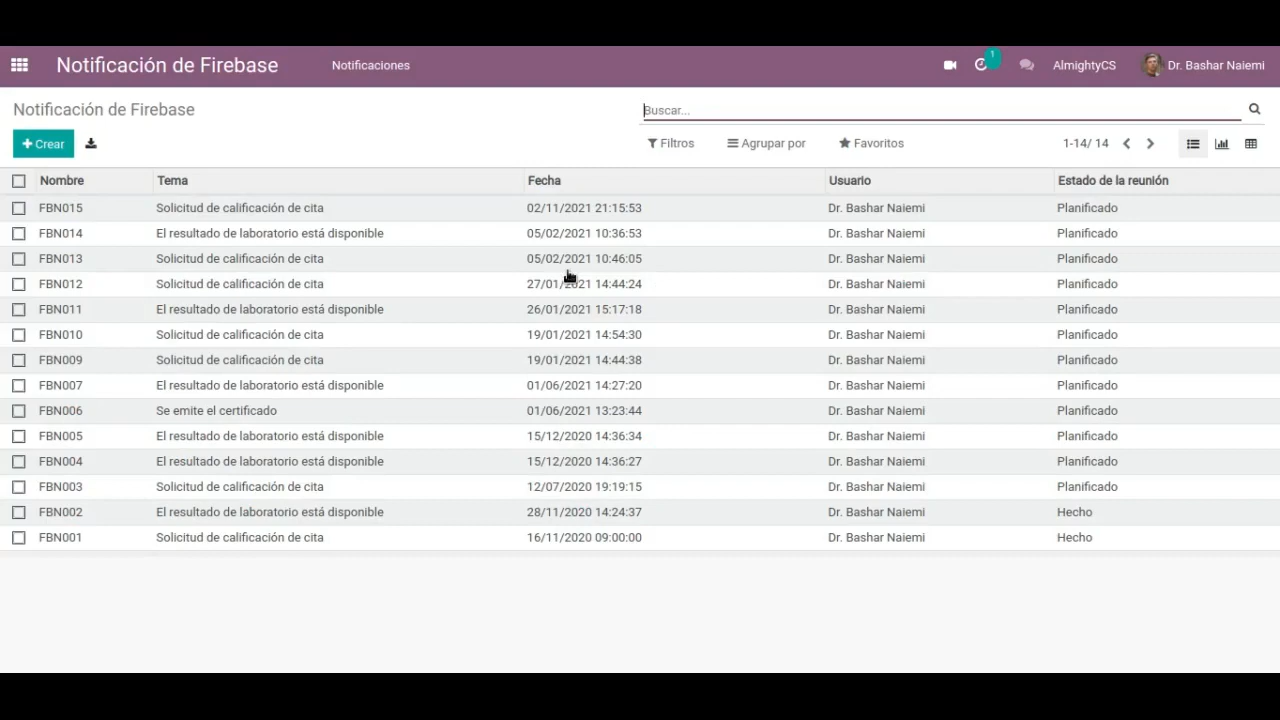 Notificación de Firebase Notificaciones 1 AlmightyCS Dr. Bashar Naiemi
Notificación de Firebase Buscar...
+ Crear Filtros Agrupar por Favoritos 1-14/ 14
Nombre Tema Fecha Usuario Estado de la reunión
FBN015 Solicitud de calificación de cita 02/11/2021 21:15:53 Dr. Bashar Naiemi Planificado
FBN014 El resultado de laboratorio está disponible 05/02/2021 10:36:53 Dr. Bashar Naiemi Planificado
FBN013 Solicitud de calificación de cita 05/02/2021 10:46:05 Dr. Bashar Naiemi Planificado
FBN012 Solicitud de calificación de cita 27/01/2021 14:44:24 Dr. Bashar Naiemi Planificado
FBN011 El resultado de laboratorio está disponible 26/01/2021 15:17:18 Dr. Bashar Naiemi Planificado
FBN010 Solicitud de calificación de cita 19/01/2021 14:54:30 Dr. Bashar Naiemi Planificado
FBN009 Solicitud de calificación de cita 19/01/2021 14:44:38 Dr. Bashar Naiemi Planificado
FBN007 El resultado de laboratorio está disponible 01/06/2021 14:27:20 Dr. Bashar Naiemi Planificado
FBN006 Se emite el certificado 01/06/2021 13:23:44 Dr. Bashar Naiemi Planificado
FBN005 El resultado de laboratorio está disponible 15/12/2020 14:36:34 Dr. Bashar Naiemi Planificado
FBN004 El resultado de laboratorio está disponible 15/12/2020 14:36:27 Dr. Bashar Naiemi Planificado
FBN003 Solicitud de calificación de cita 12/07/2020 19:19:15 Dr. Bashar Naiemi Planificado
FBN002 El resultado de laboratorio está disponible 28/11/2020 14:24:37 Dr. Bashar Naiemi Hecho
FBN001 Solicitud de calificación de cita 16/11/2020 09:00:00 Dr. Bashar Naiemi Hecho